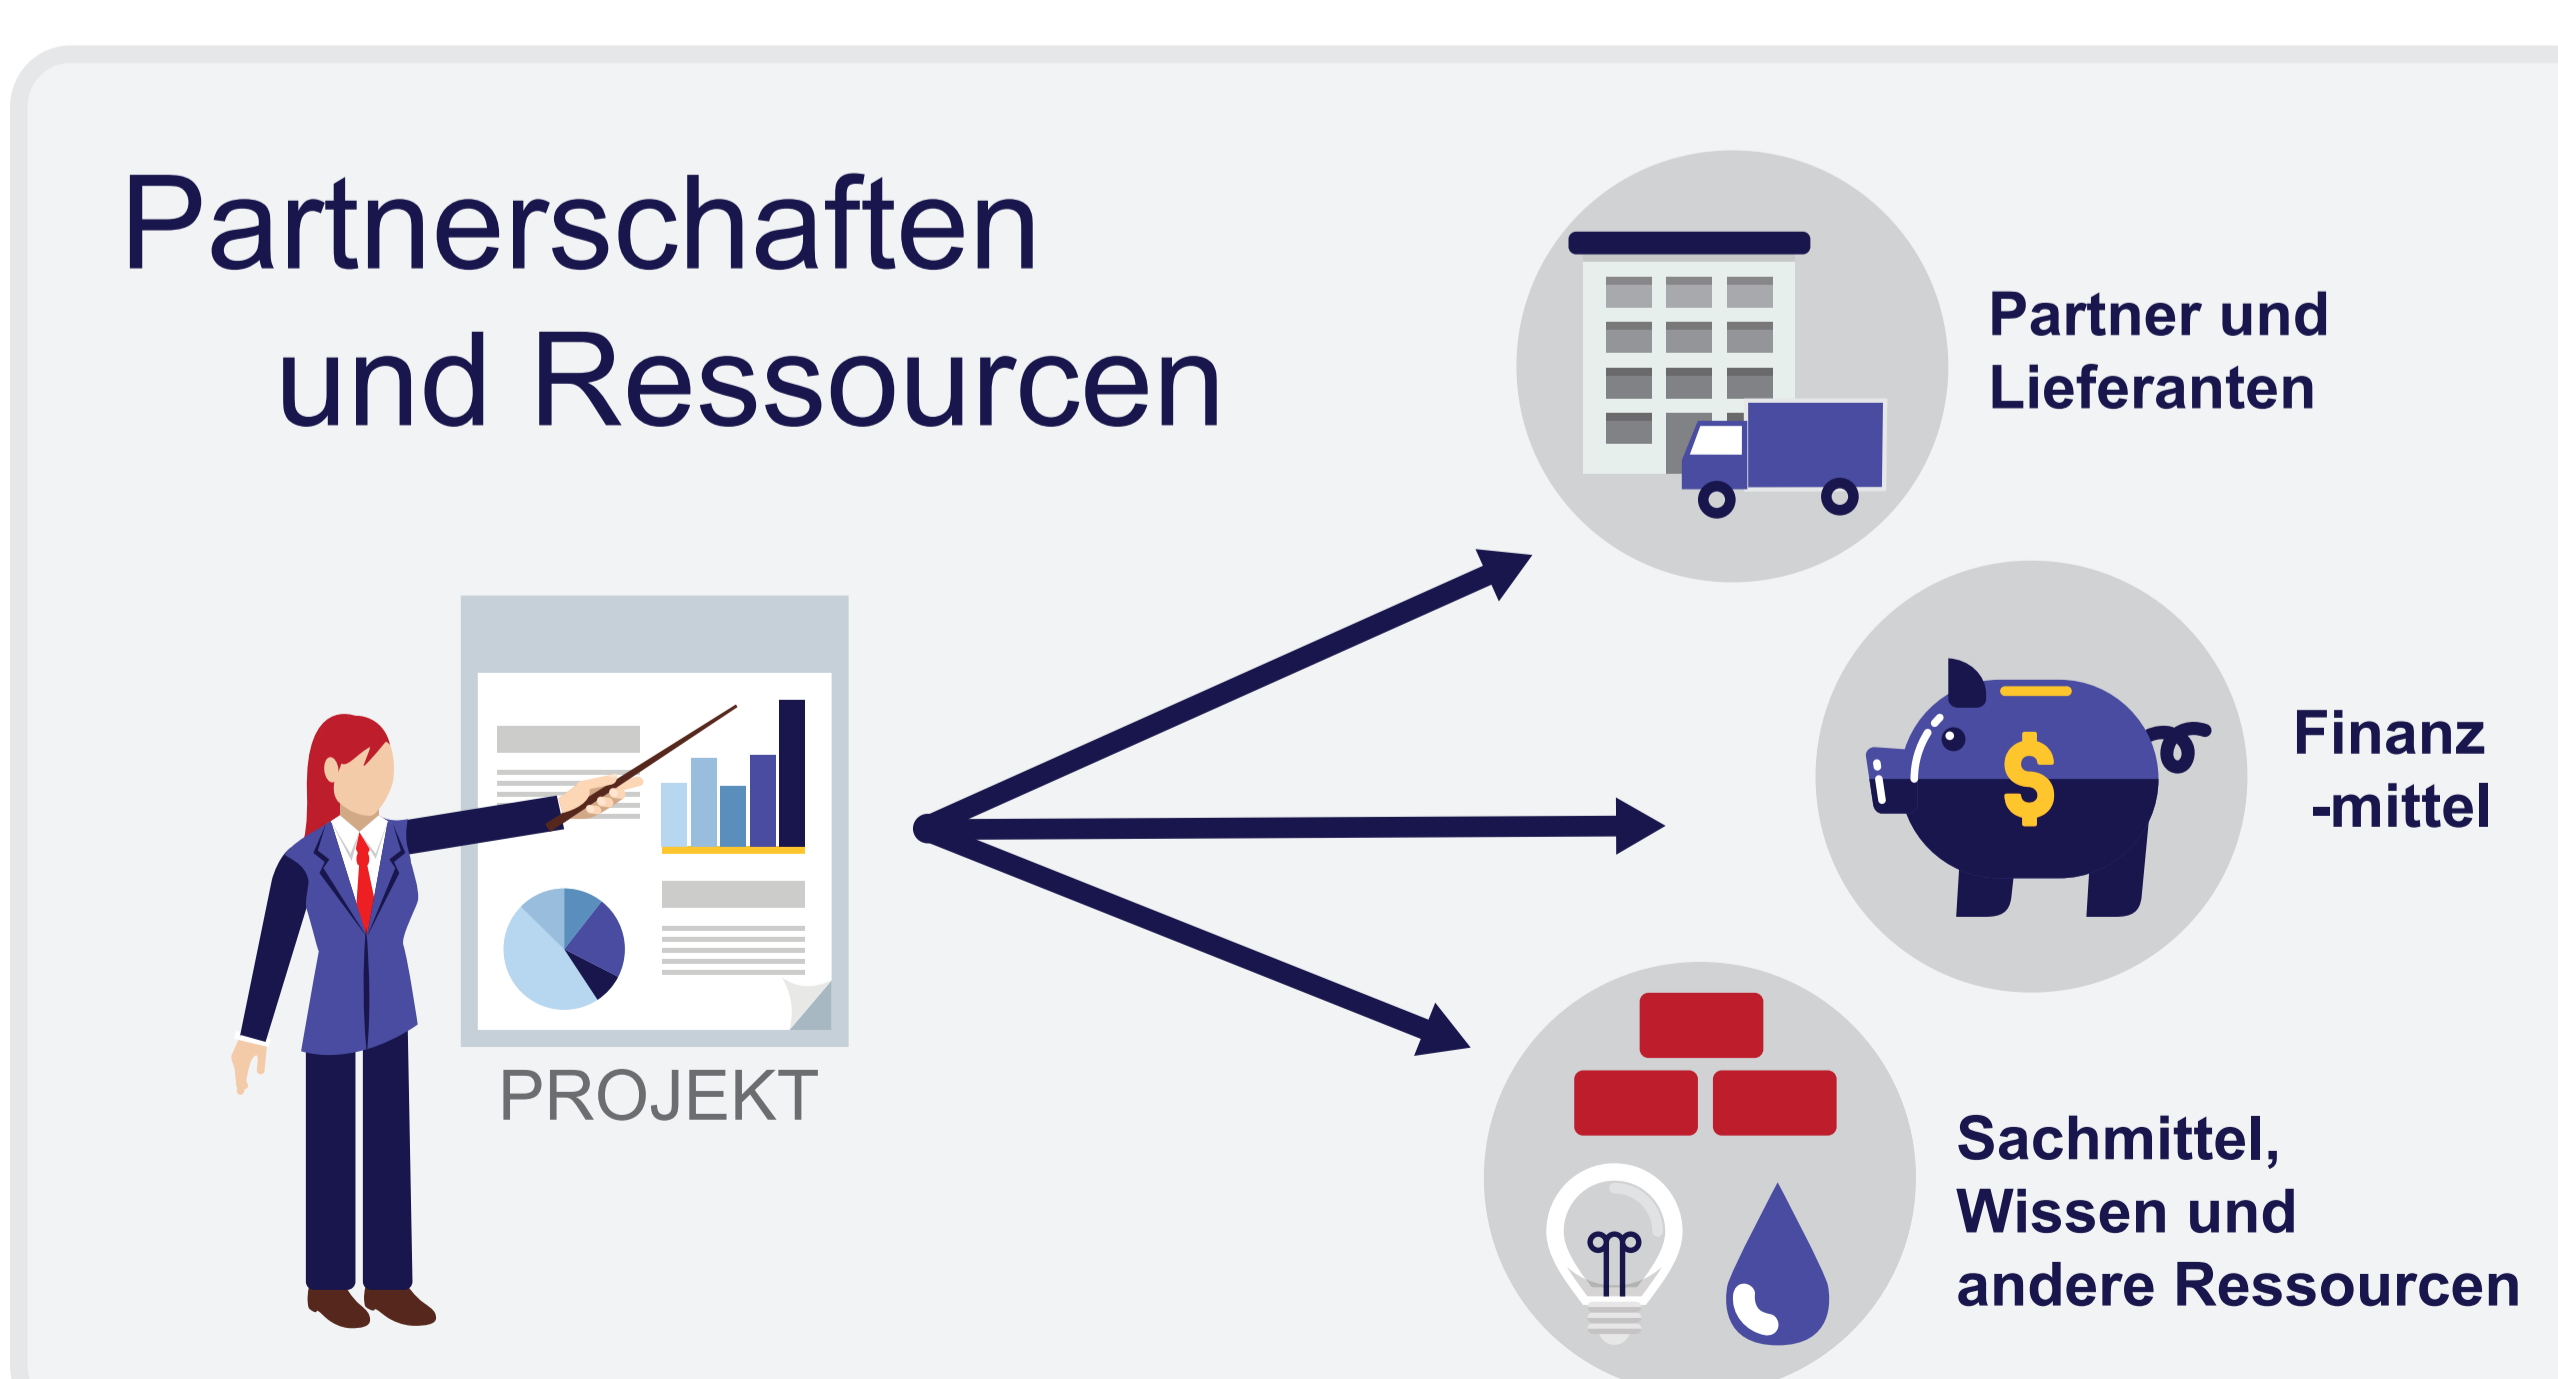 Partnerschaften
und Ressourcen
Partner und
Lieferanten
Finanz
-mittel
$
PROJEKT
Sachmittel,
Wissen und
andere Ressourcen